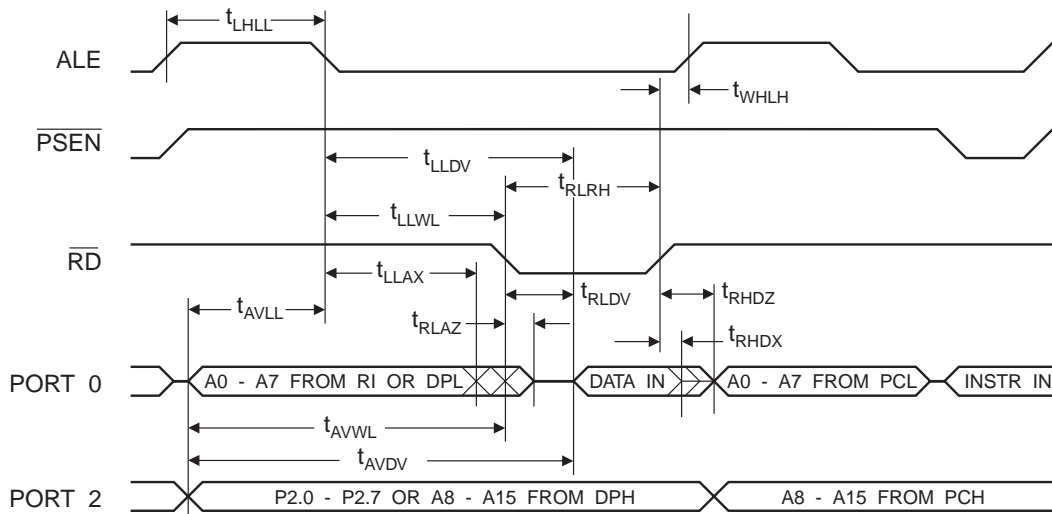 tLHLL
ALE
tWHLH
PSEN
tLLDV
tRLRH
tLLWL
RD
tLLAX
tRLDV
tRHDZ
tAVLL
tRLAZ
tRHDX
PORT 0
A0 - A7 FROM RI OR DPL
DATA IN
A0 - A7 FROM PCL
INSTR IN
tAVWL
tAVDV
PORT 2
P2.0 - P2.7 OR A8 - A15 FROM DPH
A8 - A15 FROM PCH